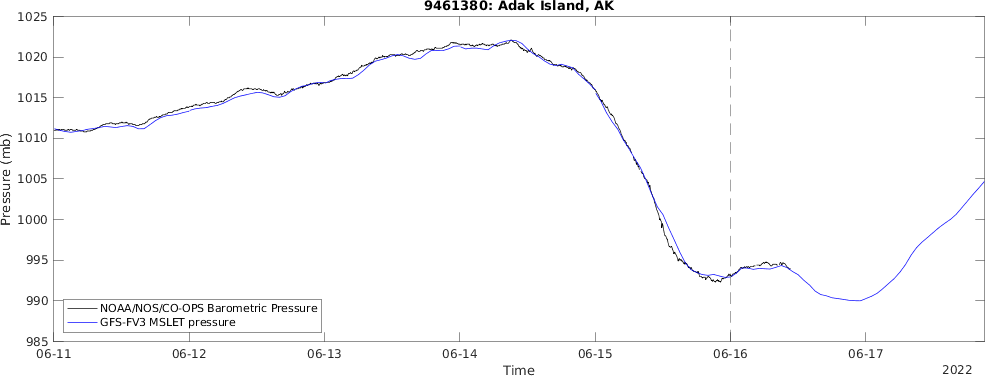 9461380: Adak Island, AK
Pressure (mb)
1025
1020
1015
1010
1005
1000
995
990
985
NOAA/NOS/CO-OPS Barometric Pressure
GFS-FV3 MSLET pressure
06-11 06-12 06-13 06-14 06-15 06-16 06-17
Time
2022